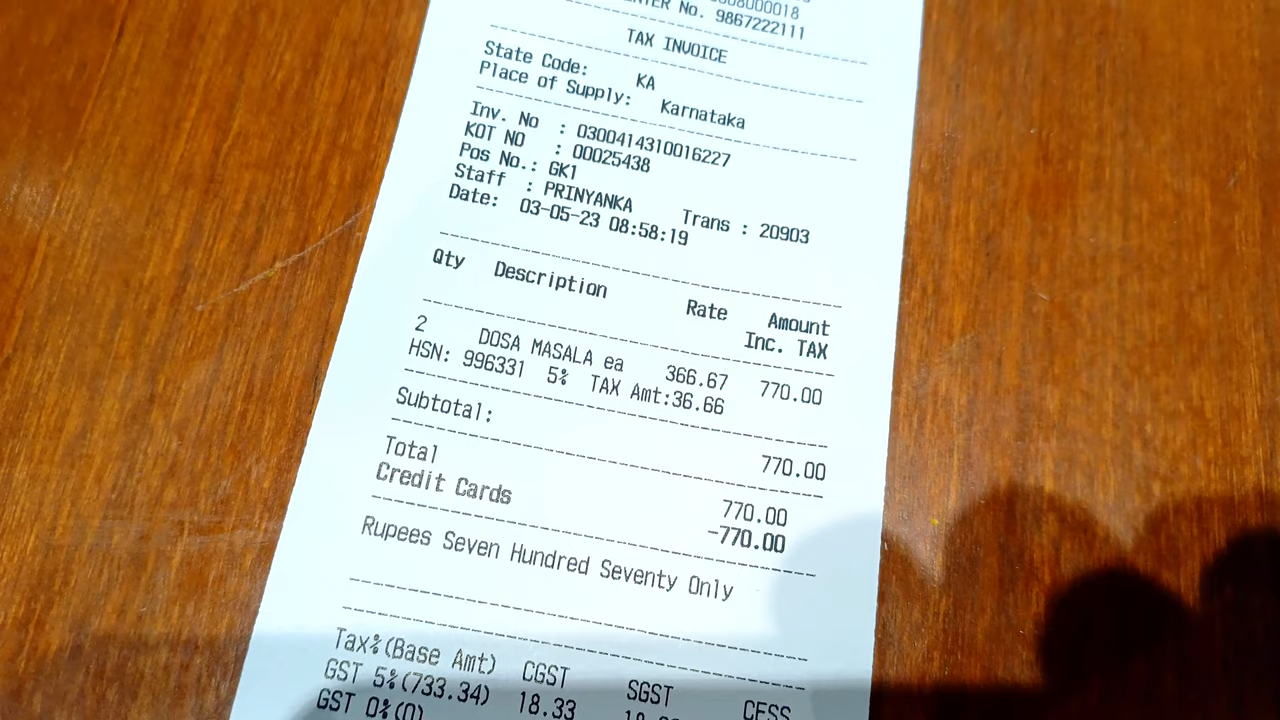 No. 9867222111
TAX INVOICE
State Code: KA
Place of Supply: Karnataka
Inv. No : 0300414310016227
KOT NO : 00025438
Pos No.: GK1
Staff : PRINYANKA Trans : 20903
Date: 03-05-23 08:58:19
Qty Description Rate Amount
Inc. TAX
2 DOSA MASALA ea 366.67 770.00
HSN: 996331 5% TAX Amt:36.66
Subtotal: 770.00
Total 770.00
Credit Cards -770.00
Rupees Seven Hundred Seventy Only
Tax%(Base Amt) CGST SGST CESS
GST 5%(733.34) 18.33
GST 0%(0)